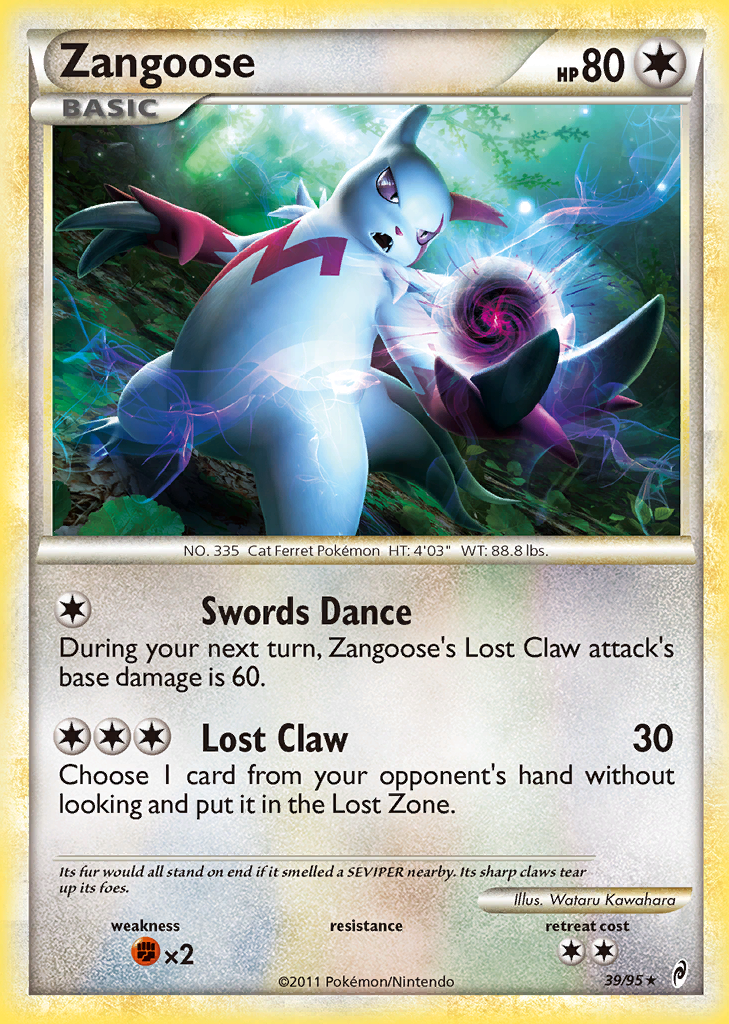 Zangoose
HP 80
BASIC
NO. 335 Cat Ferret Pokémon HT: 4'03" WT: 88.8 lbs.
Swords Dance
During your next turn, Zangoose's Lost Claw attack's
base damage is 60.
Lost Claw 30
Choose 1 card from your opponent's hand without
looking and put it in the Lost Zone.
Its fur would all stand on end if it smelled a SEVIPER nearby. Its sharp claws tear
up its foes.
Illus. Wataru Kawahara
weakness resistance retreat cost
×2
©2011 Pokémon/Nintendo 39/95★